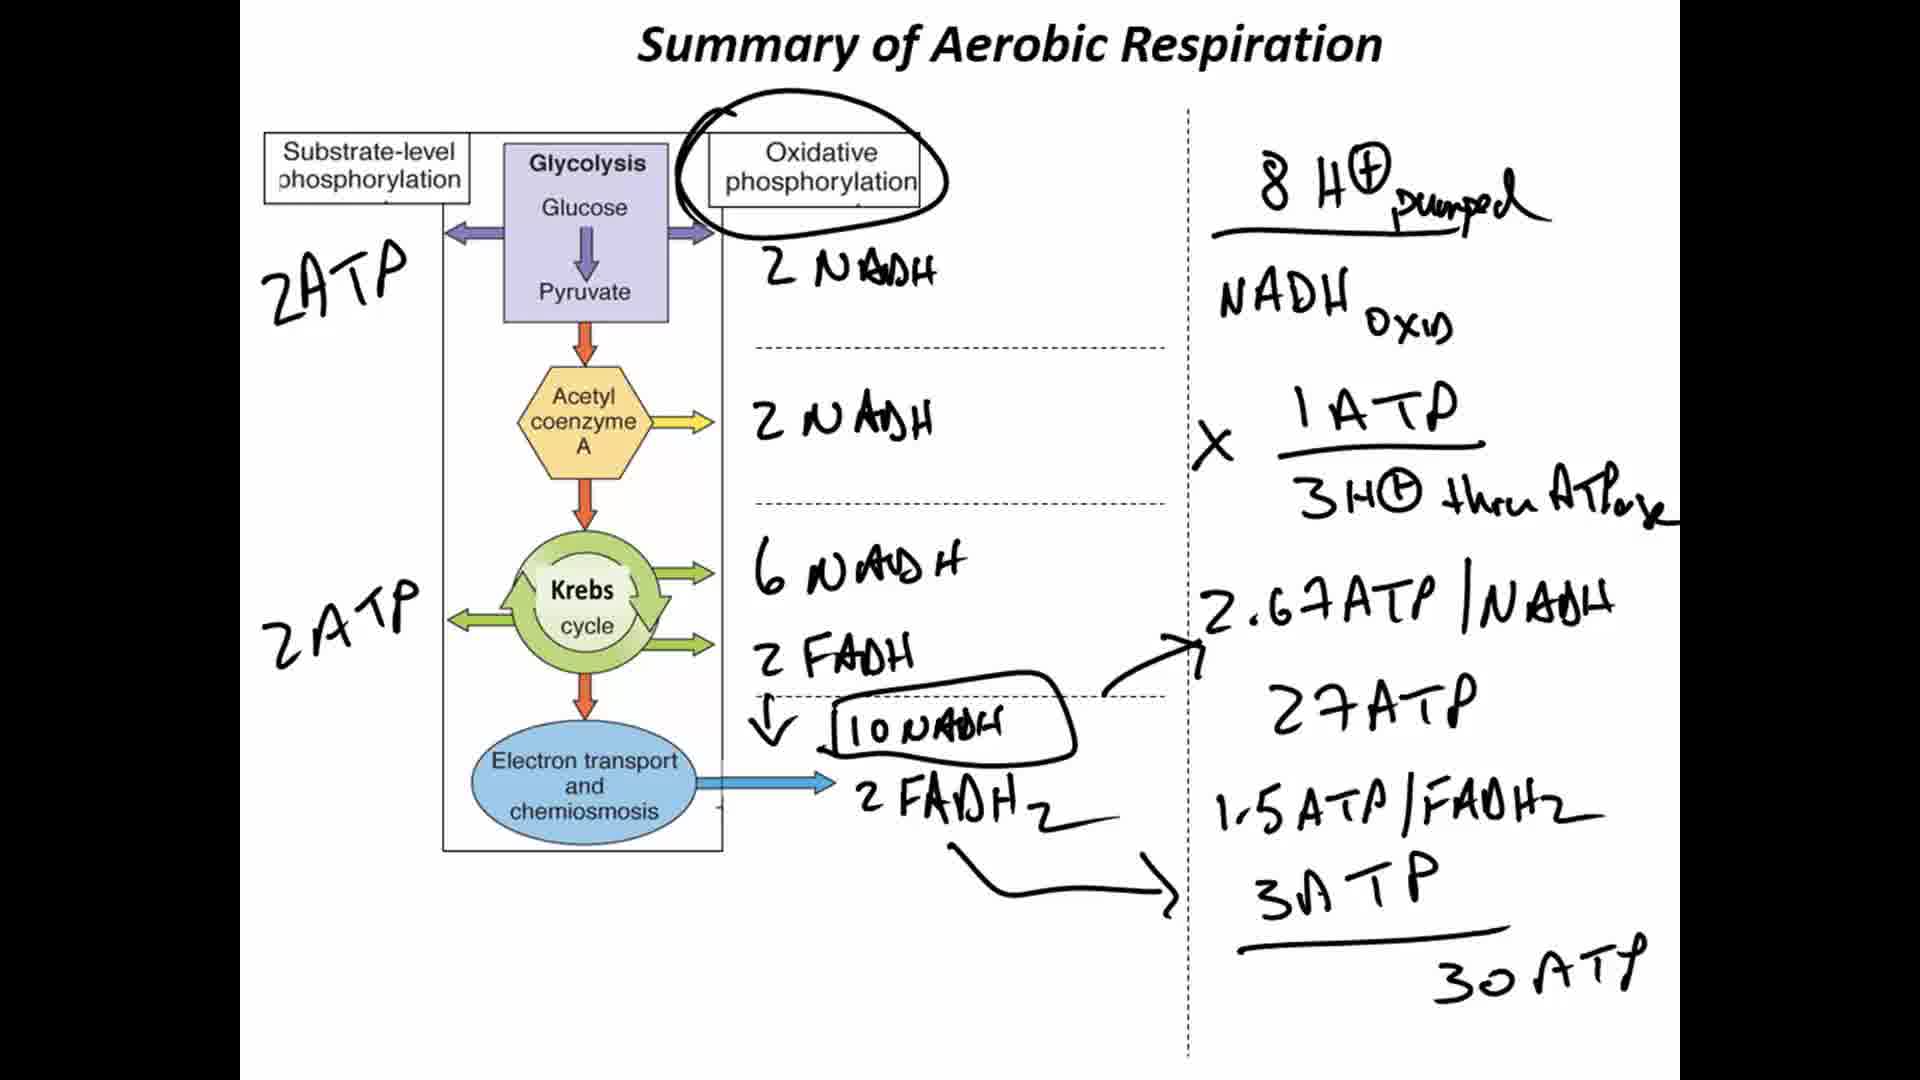 Summary of Aerobic Respiration
Substrate-level
phosphorylation
Glycolysis
Glucose
Pyruvate
Oxidative
phosphorylation
2ATP
2 NADH
Acetyl
coenzyme
A
2 NADH
Krebs
cycle
2ATP
6 NADH
2 FADH
10 NADH
Electron transport
and
chemiosmosis
2 FADH2
8 H+ pumped
NADH OXID
X 1 ATP
3H+ thru ATPase
2.67ATP/NADH
27ATP
1.5ATP/FADH2
3ATP
30 ATP